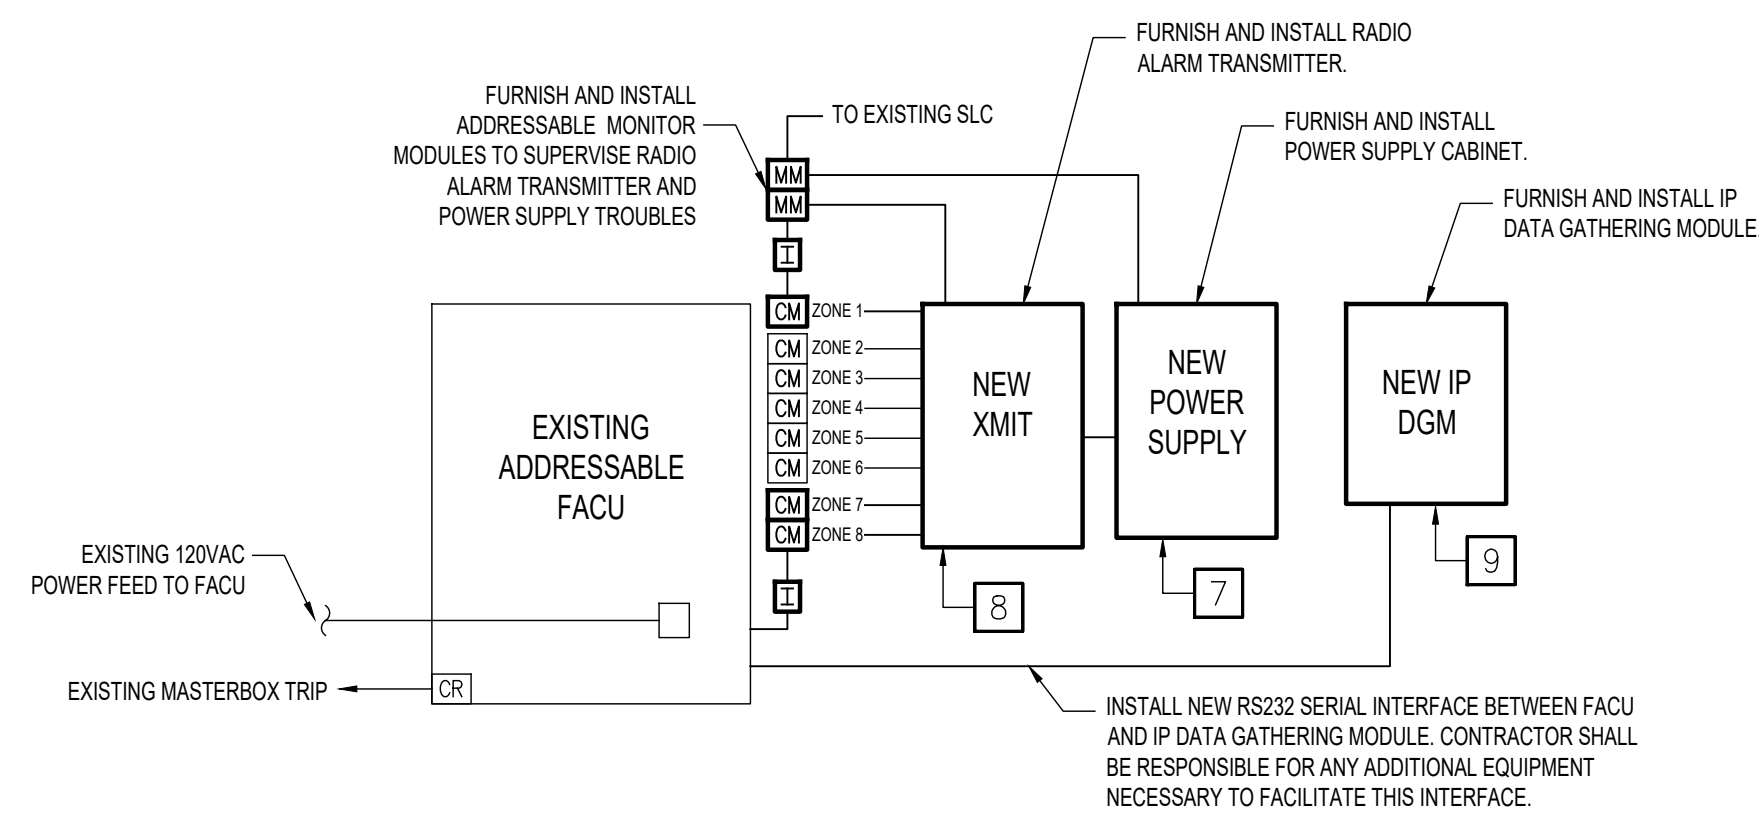 FURNISH AND INSTALL RADIO
ALARM TRANSMITTER.
FURNISH AND INSTALL
ADDRESSABLE MONITOR
MODULES TO SUPERVISE RADIO
ALARM TRANSMITTER AND
POWER SUPPLY TROUBLES
TO EXISTING SLC
FURNISH AND INSTALL
POWER SUPPLY CABINET.
FURNISH AND INSTALL IP
DATA GATHERING MODULE.
MM
MM
I
CM ZONE 1
CM ZONE 2
CM ZONE 3
CM ZONE 4
CM ZONE 5
CM ZONE 6
CM ZONE 7
CM ZONE 8
I
EXISTING
ADDRESSABLE
FACU
NEW
XMIT
NEW
POWER
SUPPLY
NEW IP
DGM
EXISTING 120VAC
POWER FEED TO FACU
8
7
9
EXISTING MASTERBOX TRIP
CR
INSTALL NEW RS232 SERIAL INTERFACE BETWEEN FACU
AND IP DATA GATHERING MODULE. CONTRACTOR SHALL
BE RESPONSIBLE FOR ANY ADDITIONAL EQUIPMENT
NECESSARY TO FACILITATE THIS INTERFACE.